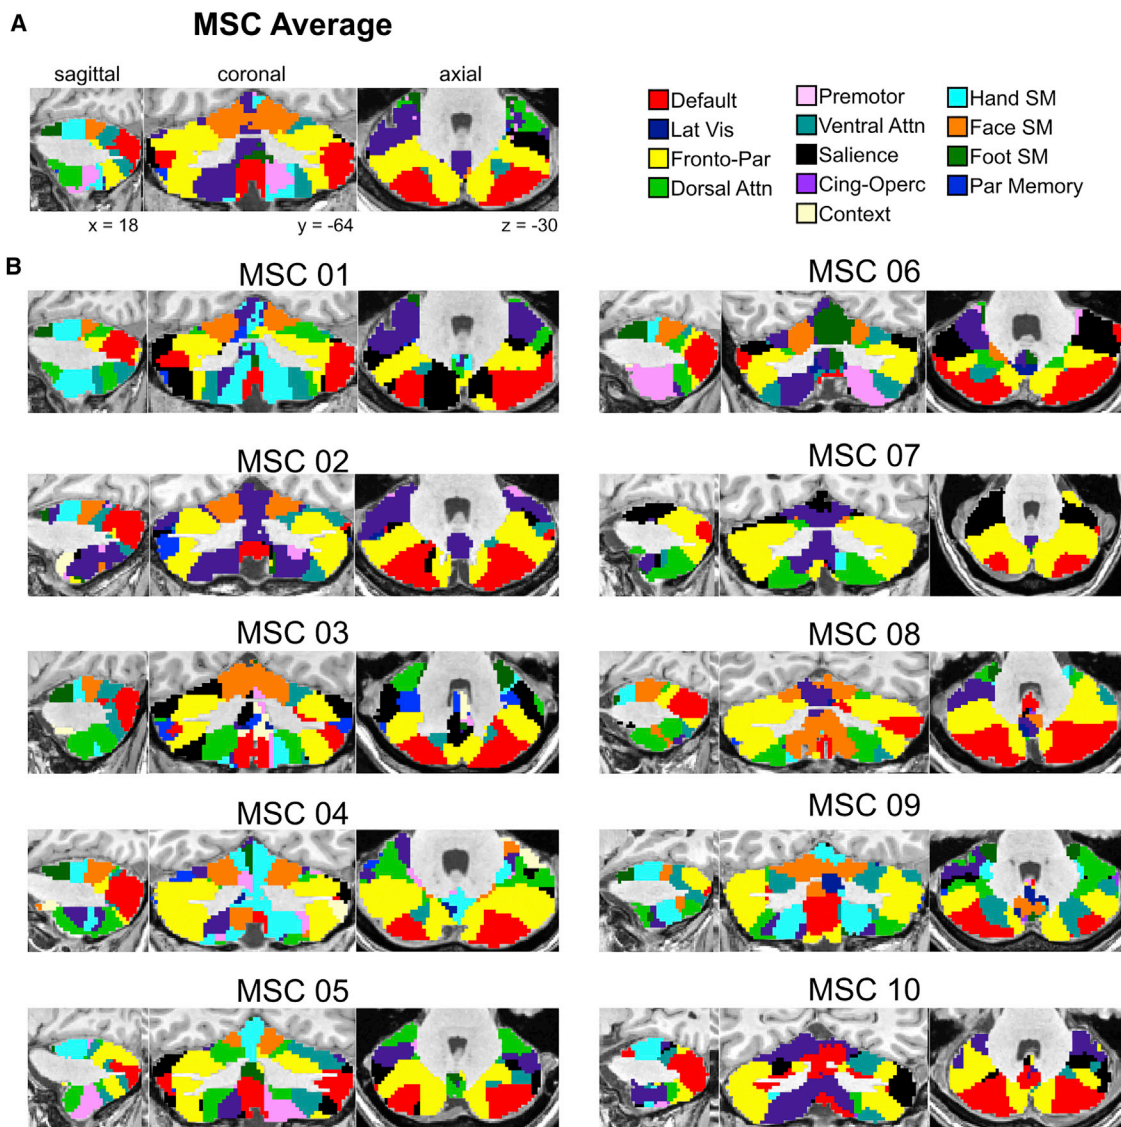 A
MSC Average
sagittal
coronal
axial
x = 18
y = -64
z = -30
Default
Lat Vis
Fronto-Par
Dorsal Attn
Premotor
Ventral Attn
Salience
Cing-Operc
Context
Hand SM
Face SM
Foot SM
Par Memory
B
MSC 01
MSC 06
MSC 02
MSC 07
MSC 03
MSC 08
MSC 04
MSC 09
MSC 05
MSC 10